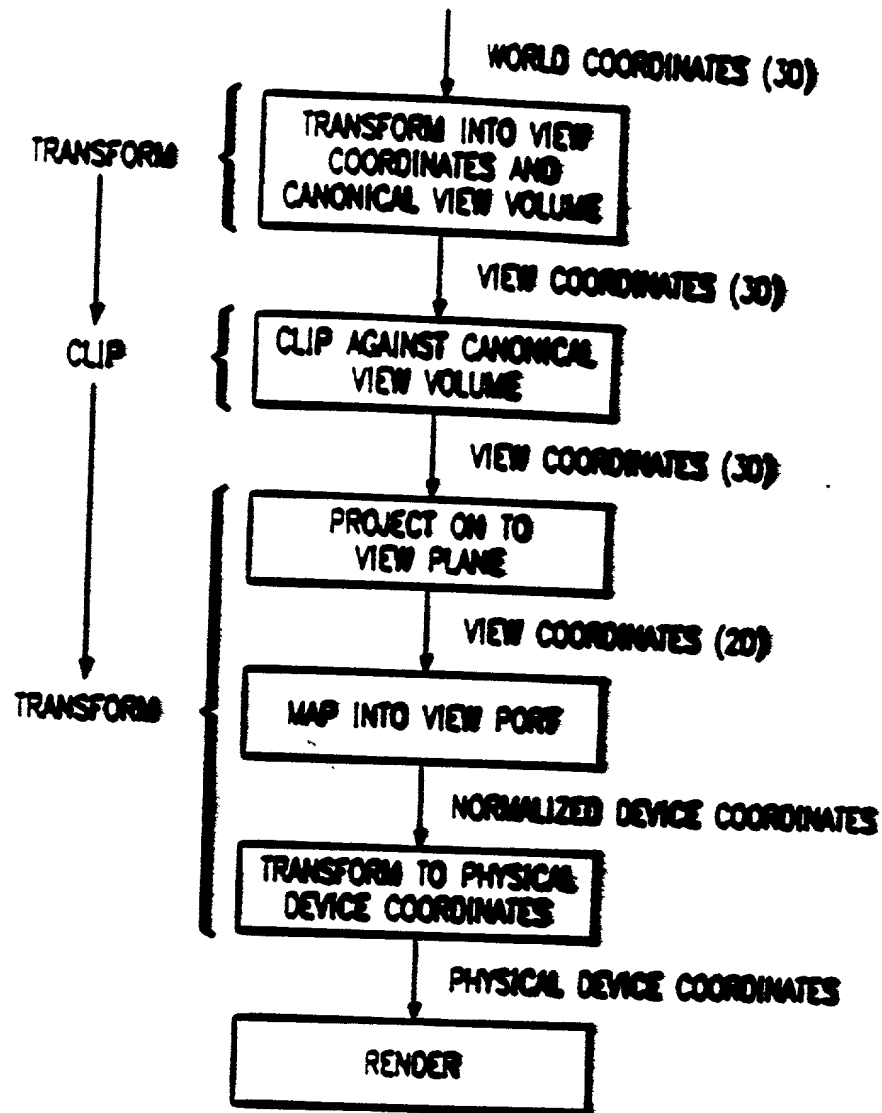 WORLD COORDINATES (3D)
TRANSFORM
TRANSFORM INTO VIEW
COORDINATES AND
CANONICAL VIEW VOLUME
VIEW COORDINATES (3D)
CLIP
CLIP AGAINST CANONICAL
VIEW VOLUME
VIEW COORDINATES (3D)
PROJECT ON TO
VIEW PLANE
VIEW COORDINATES (2D)
TRANSFORM
MAP INTO VIEW PORT
NORMALIZED DEVICE COORDINATES
TRANSFORM TO PHYSICAL
DEVICE COORDINATES
PHYSICAL DEVICE COORDINATES
RENDER